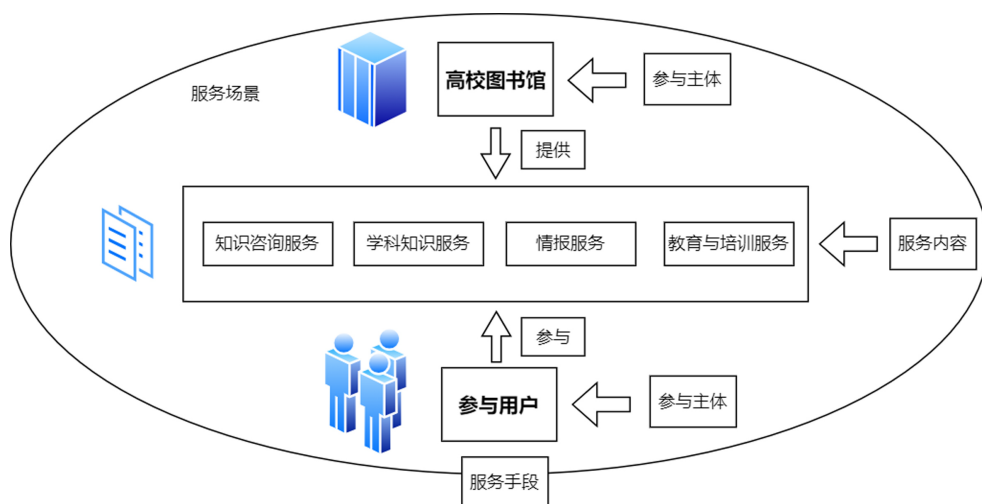 服务场景
高校图书馆
参与主体
提供
知识咨询服务
学科知识服务
情报服务
教育与培训服务
服务内容
参与
参与用户
参与主体
服务手段